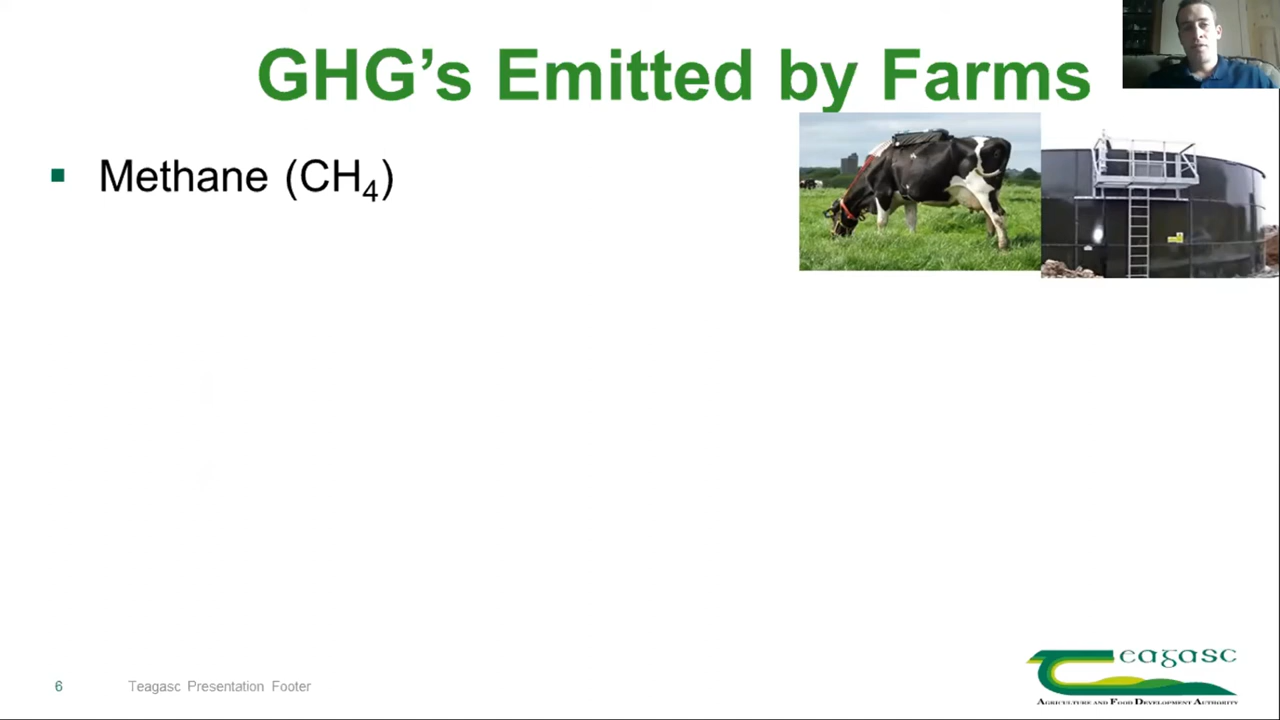 GHG’s Emitted by Farms
▪ Methane (CH₄)
6 Teagasc Presentation Footer
Teagasc
AGRICULTURE AND FOOD DEVELOPMENT AUTHORITY